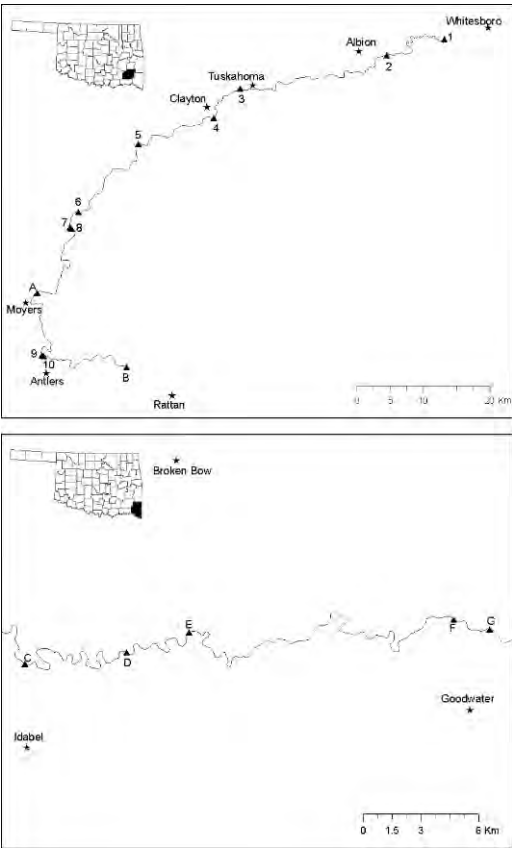 Whitesboro
1
Albion
2
Tuskahoma
3
Clayton
4
5
6
7
8
A
Moyers
9
10
Antlers
B
Rattan
0 5 10 20 Km
Broken Bow
E
F
G
C
D
Goodwater
Idabel
0 1.5 3 6 Km